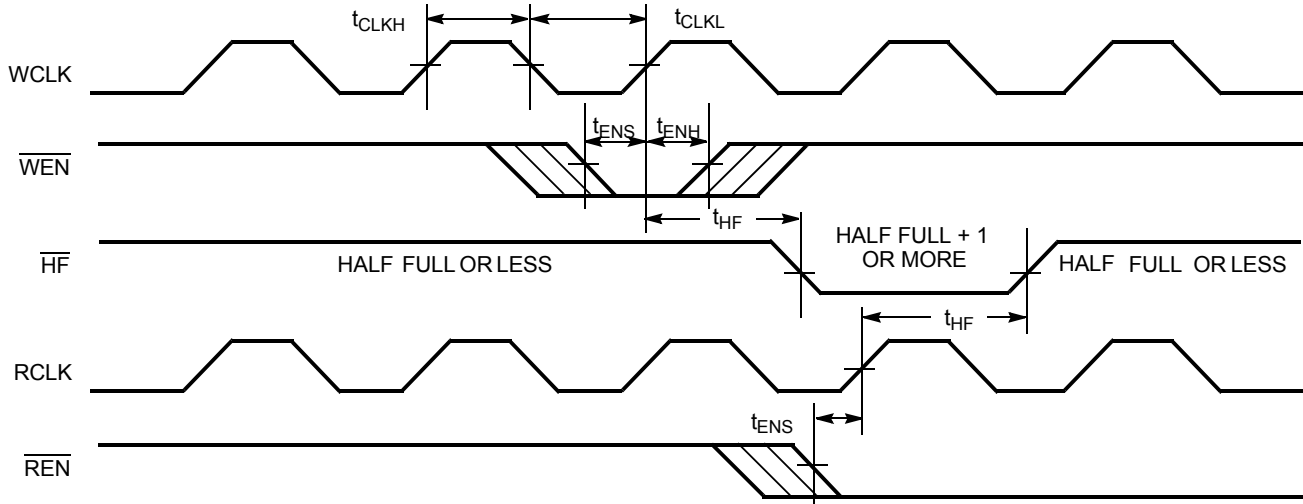 tCLKH
tCLKL
WCLK
tENS
tENH
WEN
tHF
HF
HALF FULL OR LESS
HALF FULL + 1
OR MORE
HALF FULL OR LESS
tHF
RCLK
tENS
REN